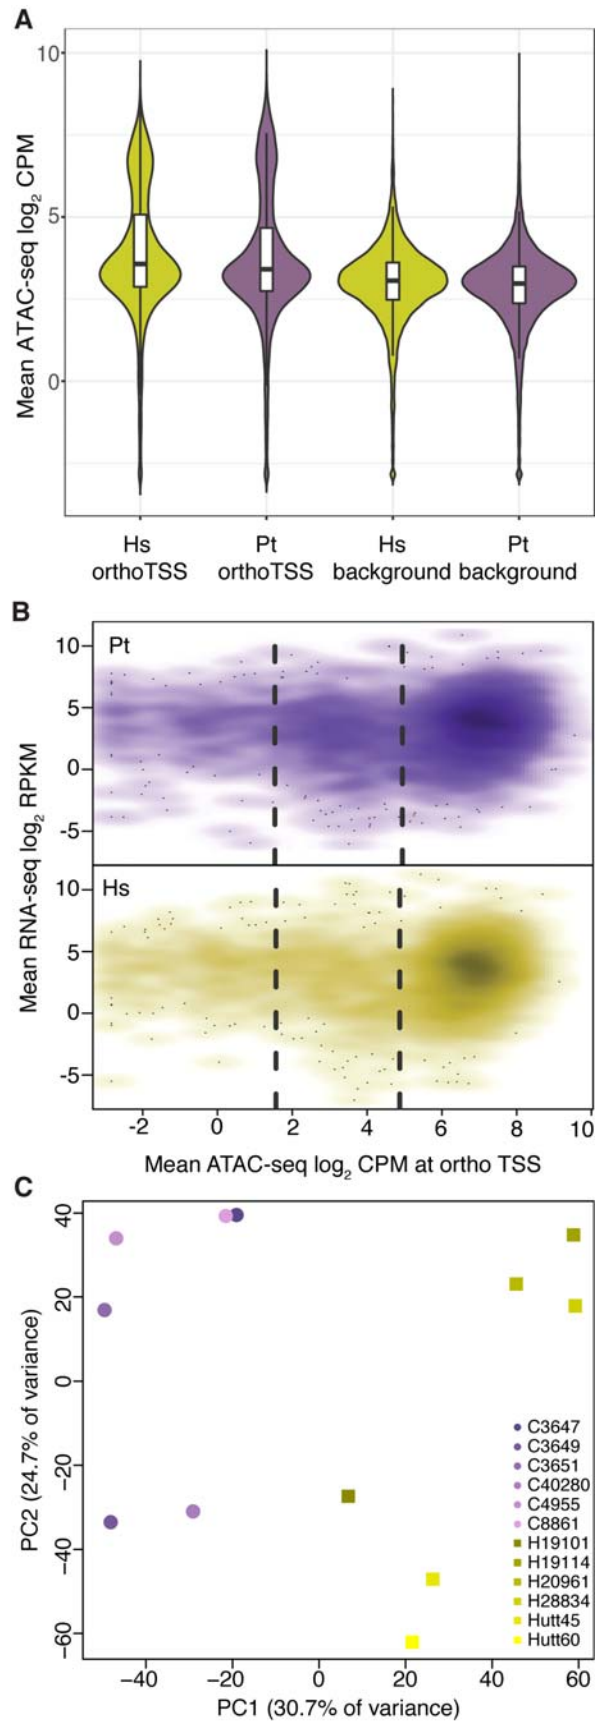 A
Mean ATAC-seq log2 CPM
10
5
0
Hs
orthoTSS
Pt
orthoTSS
Hs
background
Pt
background
B
Mean RNA-seq log2 RPKM
Pt
10
5
0
-5
Hs
10
5
0
-5
-2 0 2 4 6 8 10
Mean ATAC-seq log2 CPM at ortho TSS
C
PC2 (24.7% of variance)
40
20
0
−20
−40
−60
C3647
C3649
C3651
C40280
C4955
C8861
H19101
H19114
H20961
H28834
Hutt45
Hutt60
−40 −20 0 20 40 60
PC1 (30.7% of variance)